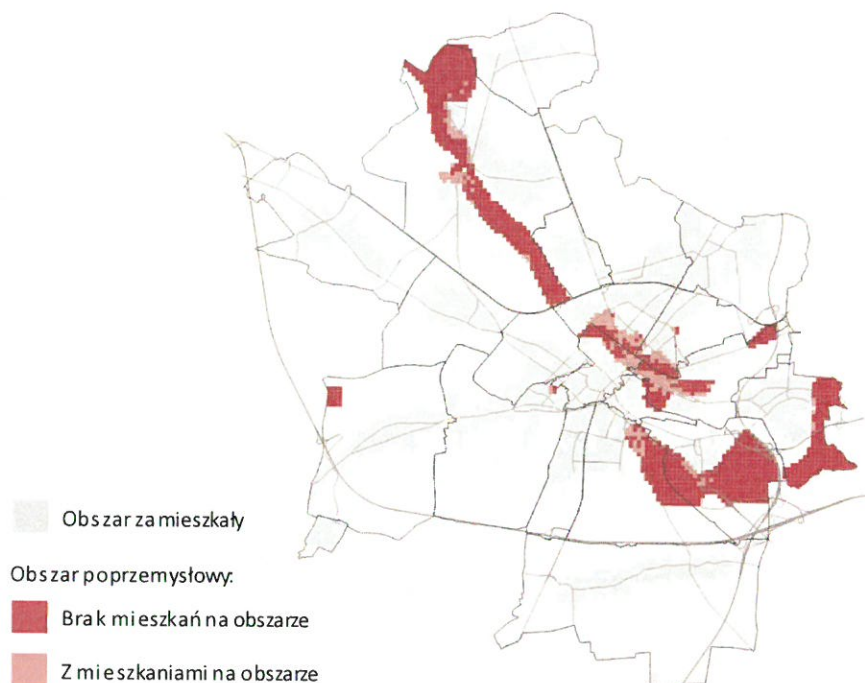 Obszar zamieszkały
Obszar poprzemysłowy:
Brak mieszkań na obszarze
Z mieszkaniami na obszarze